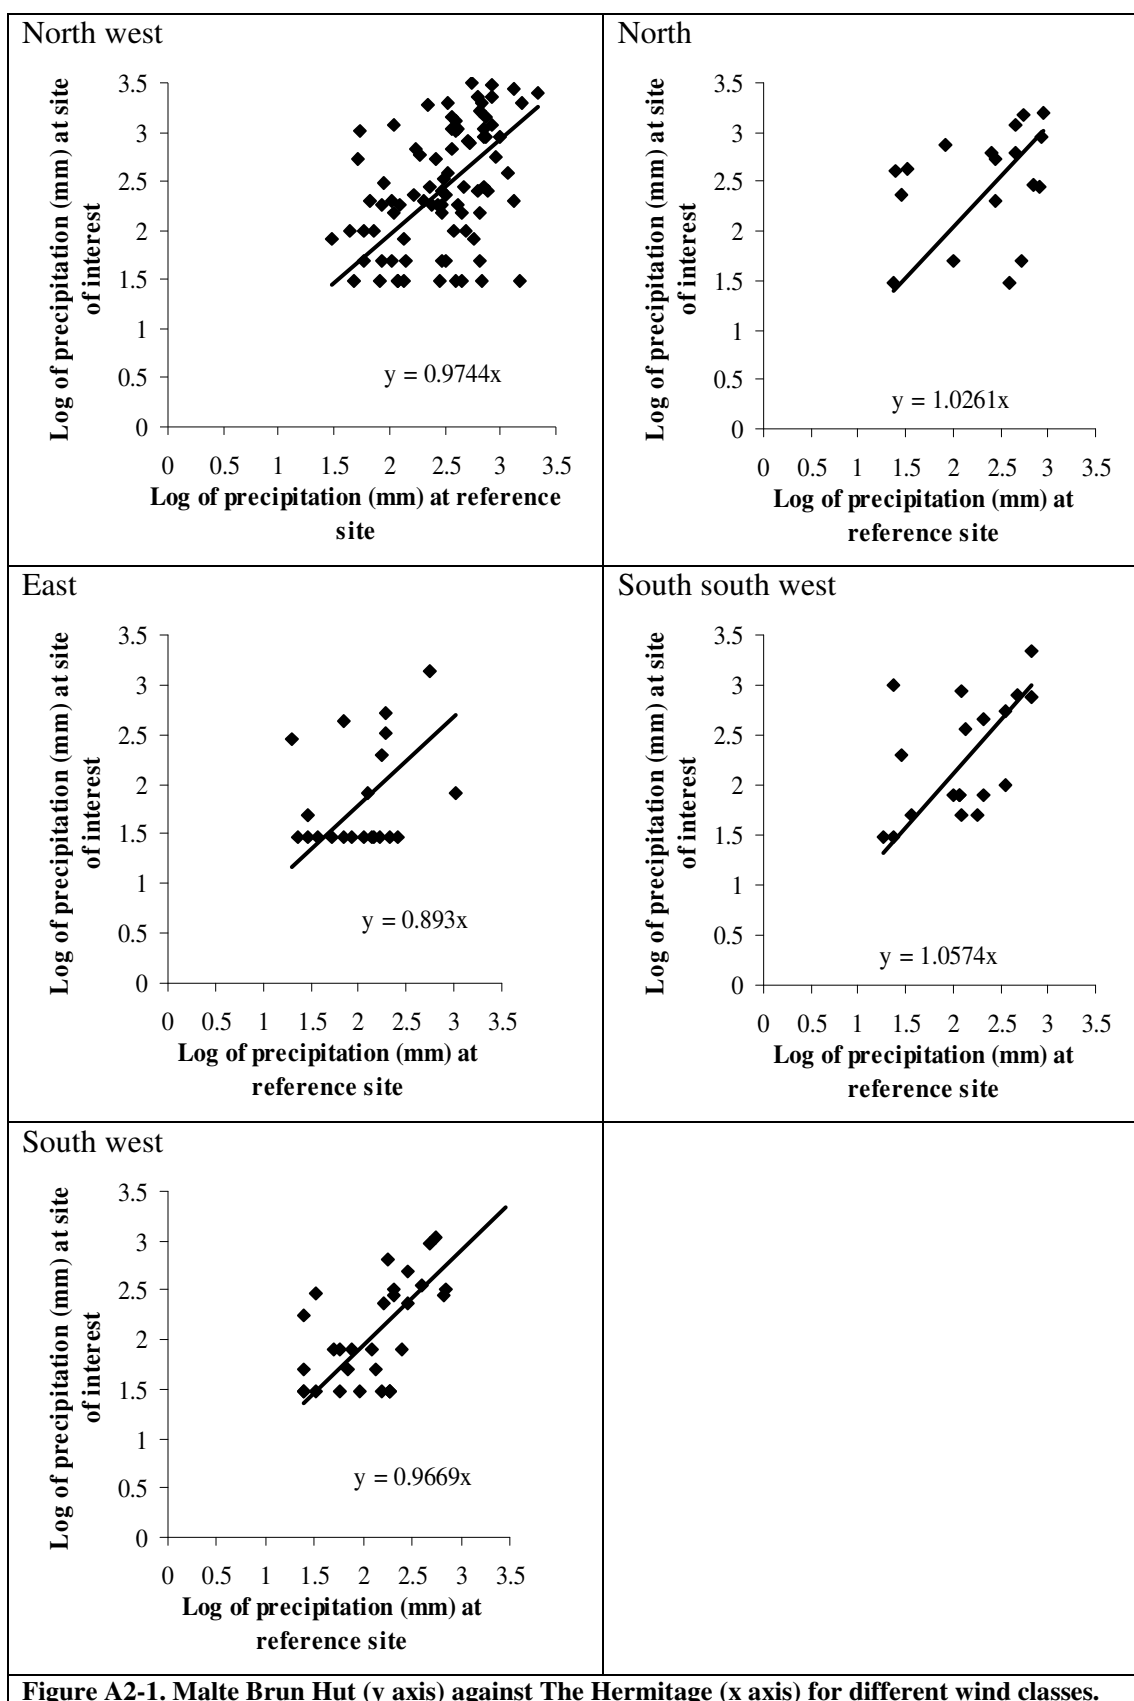 North west
3.5
3
2.5
2
1.5
1
0.5
0
0 0.5 1 1.5 2 2.5 3 3.5
Log of precipitation (mm) at site
of interest
y = 0.9744x
Log of precipitation (mm) at reference
site
North
3.5
3
2.5
2
1.5
1
0.5
0
0 0.5 1 1.5 2 2.5 3 3.5
Log of precipitation (mm) at site
of interest
y = 1.0261x
Log of precipitation (mm) at
reference site
East
3.5
3
2.5
2
1.5
1
0.5
0
0 0.5 1 1.5 2 2.5 3 3.5
Log of precipitation (mm) at site
of interest
y = 0.893x
Log of precipitation (mm) at
reference site
South south west
3.5
3
2.5
2
1.5
1
0.5
0
0 0.5 1 1.5 2 2.5 3 3.5
Log of precipitation (mm) at site
of interest
y = 1.0574x
Log of precipitation (mm) at
reference site
South west
3.5
3
2.5
2
1.5
1
0.5
0
0 0.5 1 1.5 2 2.5 3 3.5
Log of precipitation (mm) at site
of interest
y = 0.9669x
Log of precipitation (mm) at
reference site
Figure A2-1. Malte Brun Hut (y axis) against The Hermitage (x axis) for different wind classes.